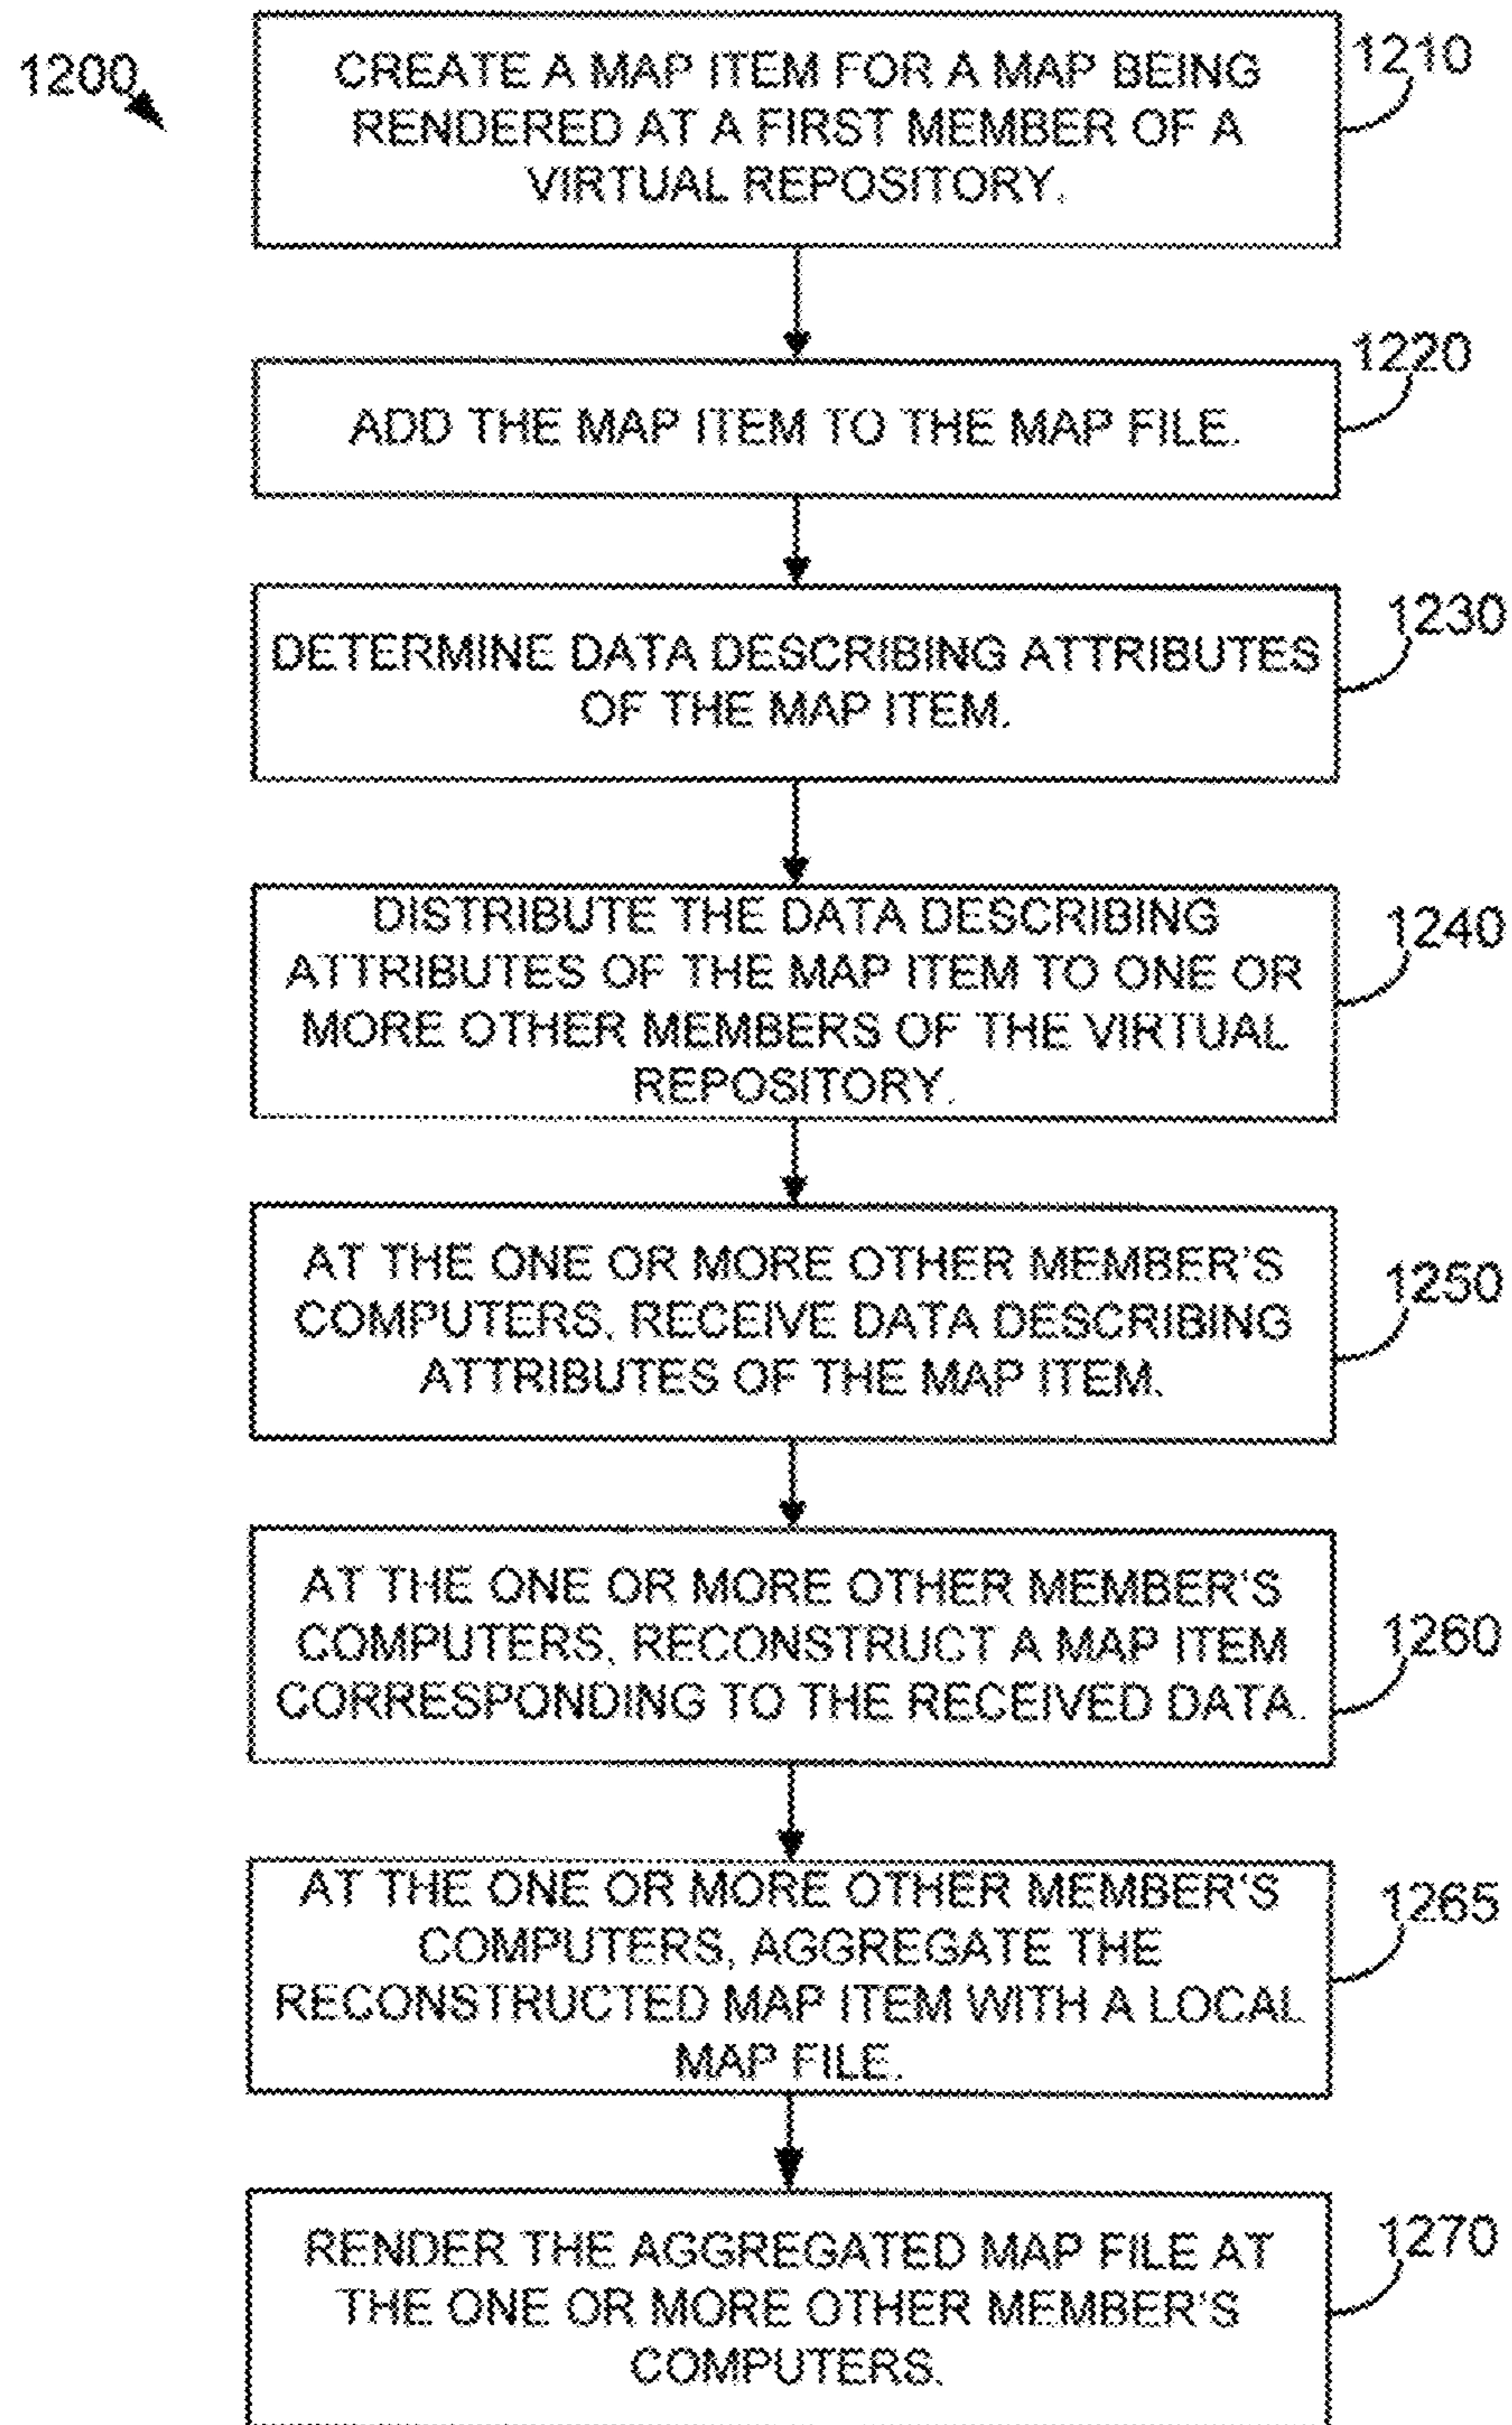 1200
CREATE A MAP ITEM FOR A MAP BEING
RENDERED AT A FIRST MEMBER OF A
VIRTUAL REPOSITORY.
1210
ADD THE MAP ITEM TO THE MAP FILE.
1220
DETERMINE DATA DESCRIBING ATTRIBUTES
OF THE MAP ITEM.
1230
DISTRIBUTE THE DATA DESCRIBING
ATTRIBUTES OF THE MAP ITEM TO ONE OR
MORE OTHER MEMBERS OF THE VIRTUAL
REPOSITORY.
1240
AT THE ONE OR MORE OTHER MEMBER'S
COMPUTERS, RECEIVE DATA DESCRIBING
ATTRIBUTES OF THE MAP ITEM.
1250
AT THE ONE OR MORE OTHER MEMBER'S
COMPUTERS, RECONSTRUCT A MAP ITEM
CORRESPONDING TO THE RECEIVED DATA.
1260
AT THE ONE OR MORE OTHER MEMBER'S
COMPUTERS, AGGREGATE THE
RECONSTRUCTED MAP ITEM WITH A LOCAL
MAP FILE.
1265
RENDER THE AGGREGATED MAP FILE AT
THE ONE OR MORE OTHER MEMBER'S
COMPUTERS.
1270